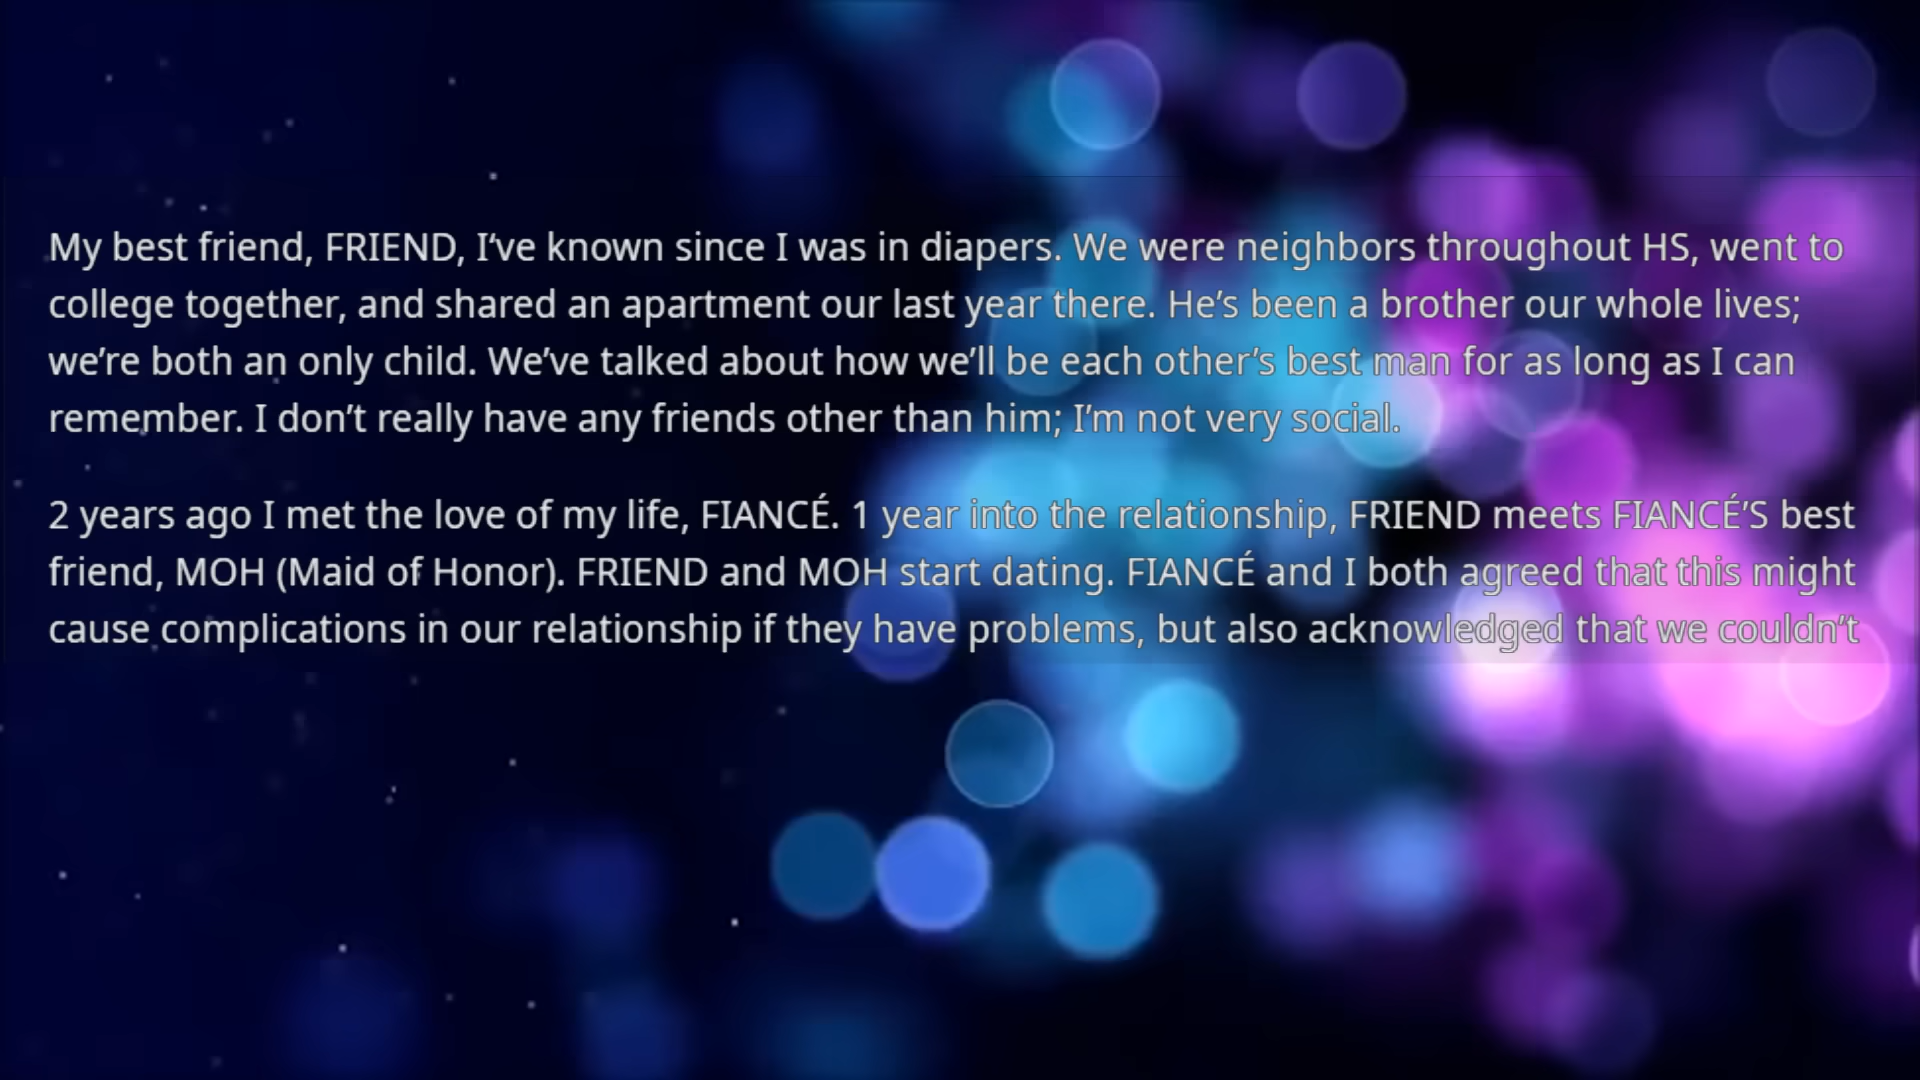 My best friend, FRIEND, I’ve known since I was in diapers. We were neighbors throughout HS, went to
college together, and shared an apartment our last year there. He’s been a brother our whole lives;
we’re both an only child. We’ve talked about how we’ll be each other’s best man for as long as I can
remember. I don’t really have any friends other than him; I’m not very social.
2 years ago I met the love of my life, FIANCÉ. 1 year into the relationship, FRIEND meets FIANCÉ’S best
friend, MOH (Maid of Honor). FRIEND and MOH start dating. FIANCÉ and I both agreed that this might
cause complications in our relationship if they have problems, but also acknowledged that we couldn’t